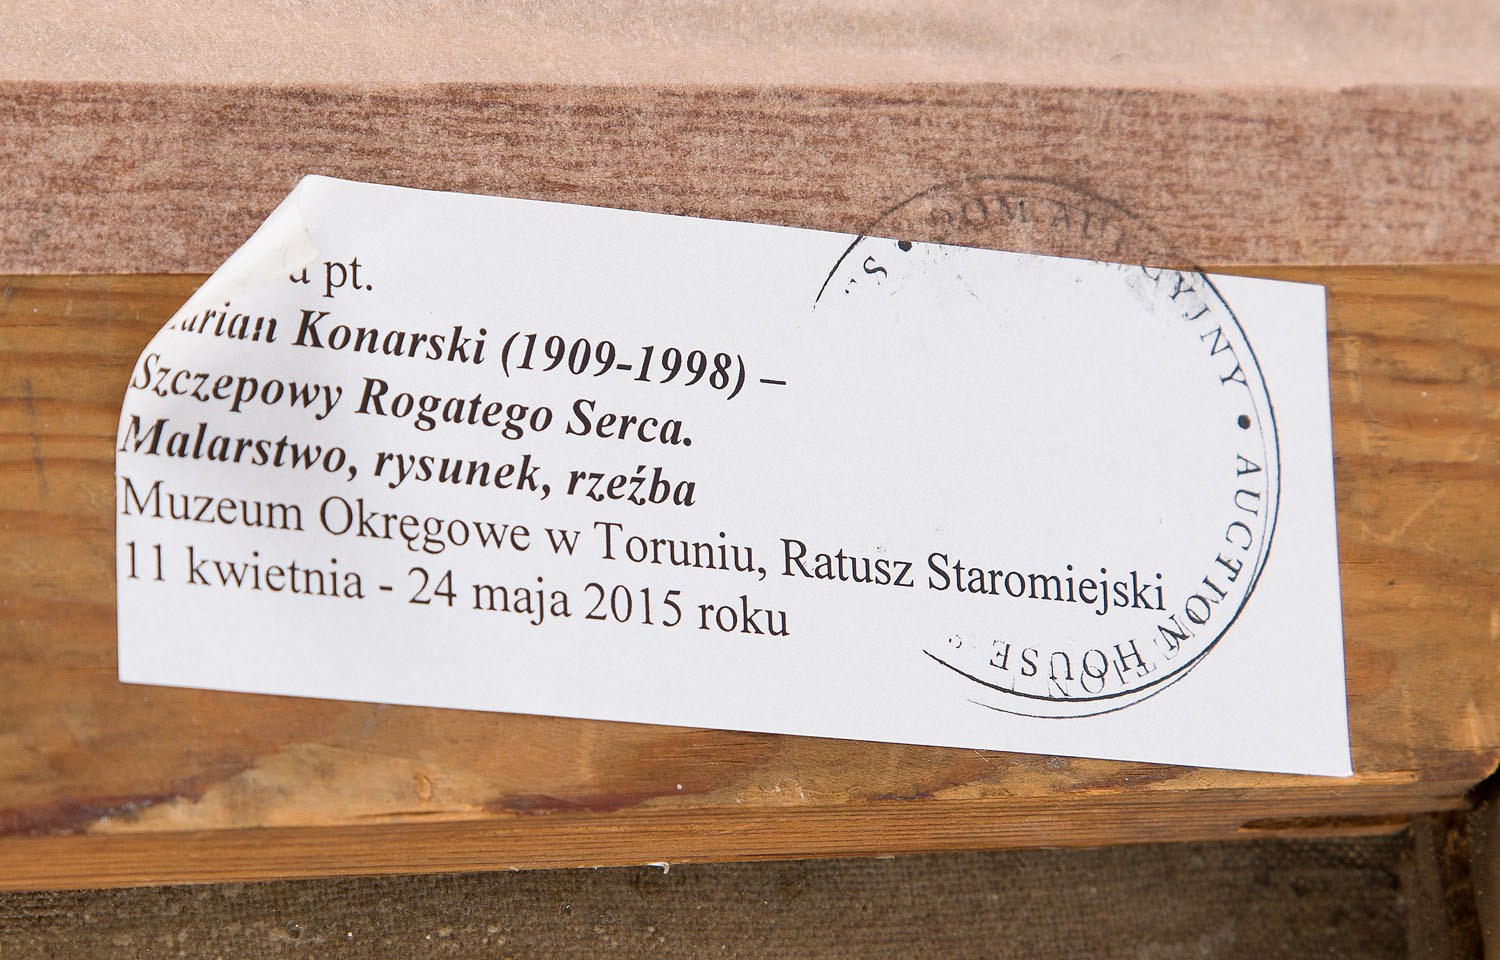 pt.
Konarski (1909-1998) –
Szczepowy Rogatego Serca.
Malarstwo, rysunek, rzeźba
Muzeum Okręgowe w Toruniu, Ratusz Staromiejski
11 kwietnia - 24 maja 2015 roku
AUCTION HOUSE